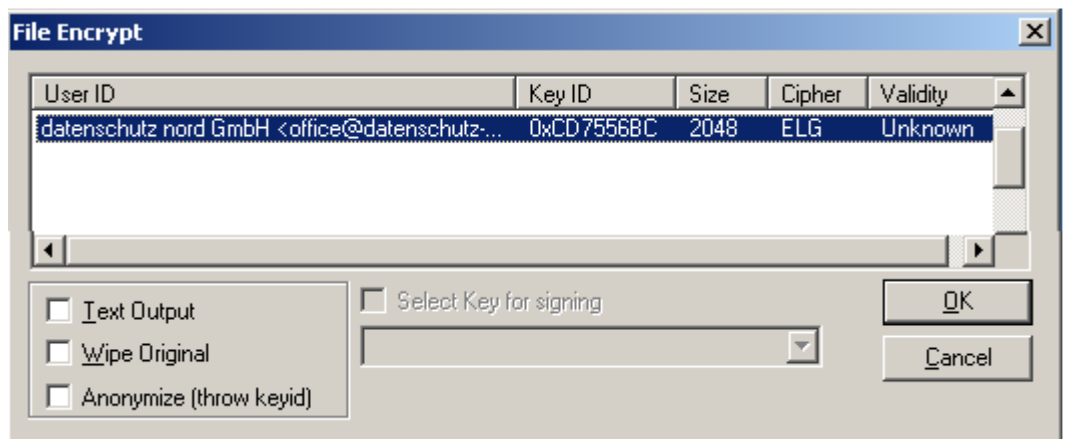 File Encrypt
User ID Key ID Size Cipher Validity
datenschutz nord GmbH <office@datenschutz-... 0xCD7556BC 2048 ELG Unknown
Text Output
Wipe Original
Anonymize (throw keyid)
Select Key for signing
OK
Cancel